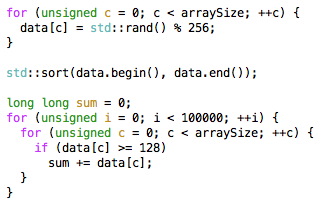 for (unsigned c = 0; c < arraySize; ++c) {
  data[c] = std::rand() % 256;
}

std::sort(data.begin(), data.end());

long long sum = 0;
for (unsigned i = 0; i < 100000; ++i) {
  for (unsigned c = 0; c < arraySize; ++c) {
    if (data[c] >= 128)
      sum += data[c];
  }
}